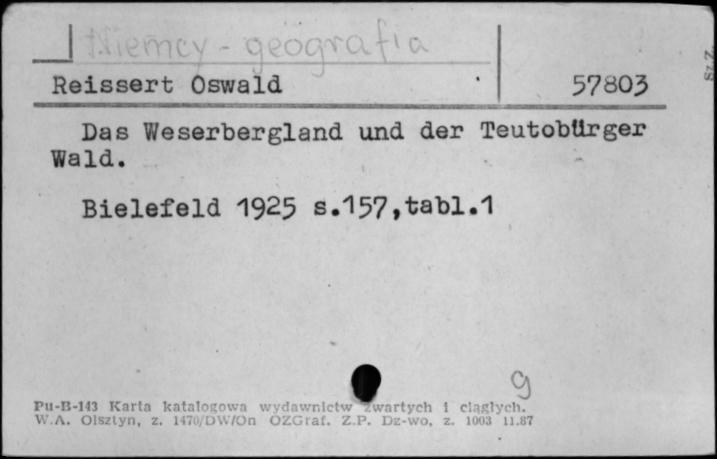 Niemcy - geografia
Reissert Oswald 57803
Das Weserbergland und der Teutobürger
Wald.
Bielefeld 1925 s.157,tabl.1
g
Pu-B-143 Karta katalogowa wydawnictw zwartych i ciągłych.
W.A. Olsztyn, z. 1470/DW/On OZGraf. Z.P. Dz-wo, z. 1003 11.87
Sz.Z.